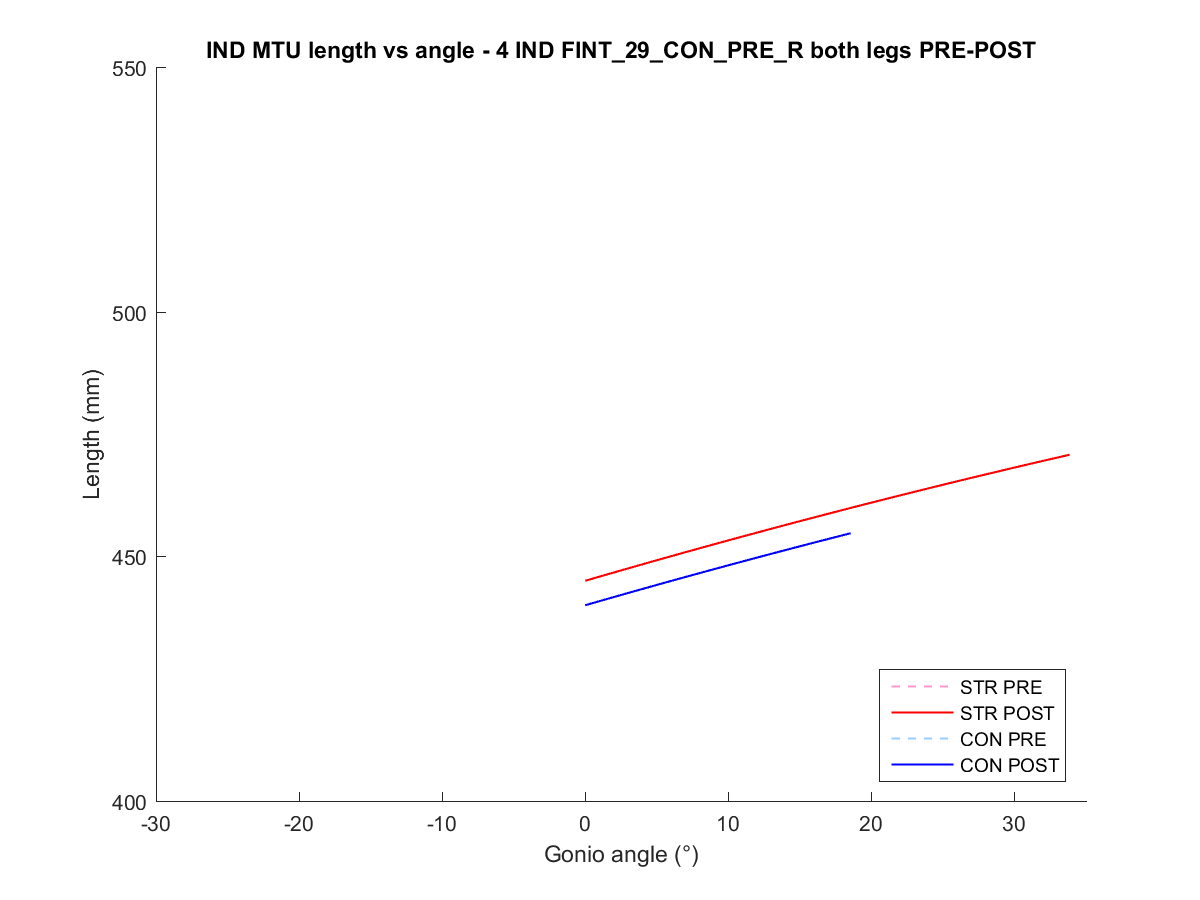 IND MTU length vs angle - 4 IND FINT_29_CON_PRE_R both legs PRE-POST
550
500
450
400
Length (mm)
-30 -20 -10 0 10 20 30
Gonio angle (°)
STR PRE
STR POST
CON PRE
CON POST